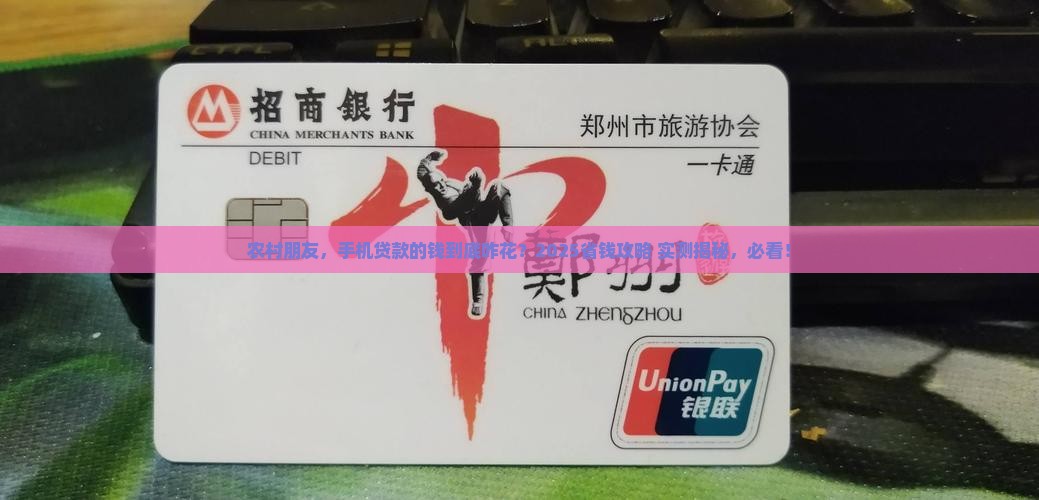 招商銀行
CHINA MERCHANTS BANK
郑州市旅游协会
DEBIT
一卡通
农村朋友，手机贷款的钱到底咋花？2025省钱攻略 实测揭秘，必看！
鄭州
CHINA ZHENGZHOU
UnionPay
银联